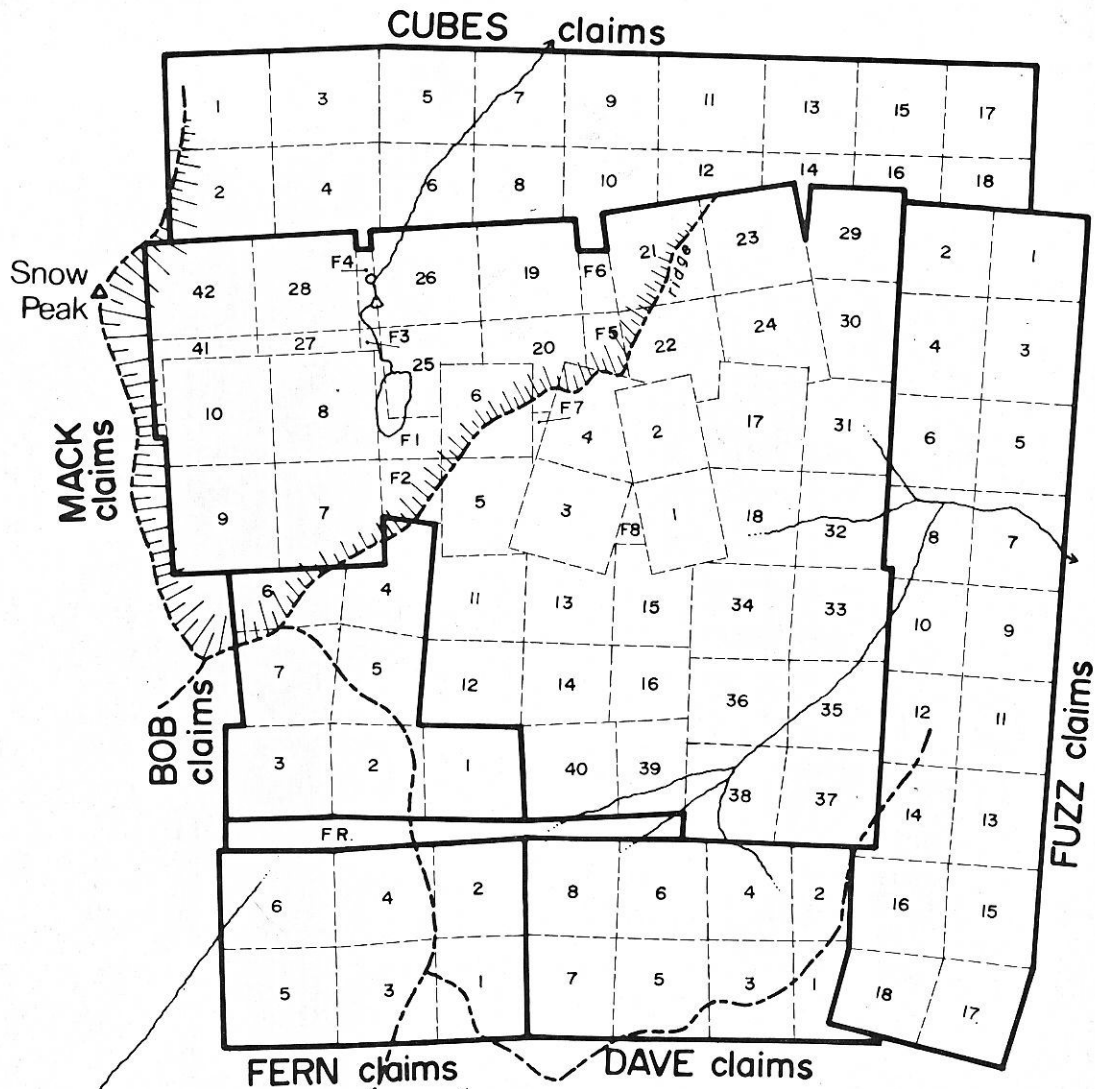 CUBES claims
1 3 5 7 9 11 13 15 17
2 4 6 8 10 12 14 16 18
Snow
Peak
42 28 F4 26 19 F6 21 23 29 2 1
ridge
41 27 F3 25 20 F5 22 24 30 4 3
10 8 F1 6 F7 4 2 17 31 6 5
MACK
claims
9 7 F2 5 3 F8 1 18 32 8 7
6 4 11 13 15 34 33 10 9
7 5 12 14 16 36 35 12 11
BOB
claims
3 2 1 40 39 38 37 14 13
FUZZ claims
FR.
6 4 2 8 6 4 2 16 15
5 3 1 7 5 3 1 18 17
FERN claims
DAVE claims